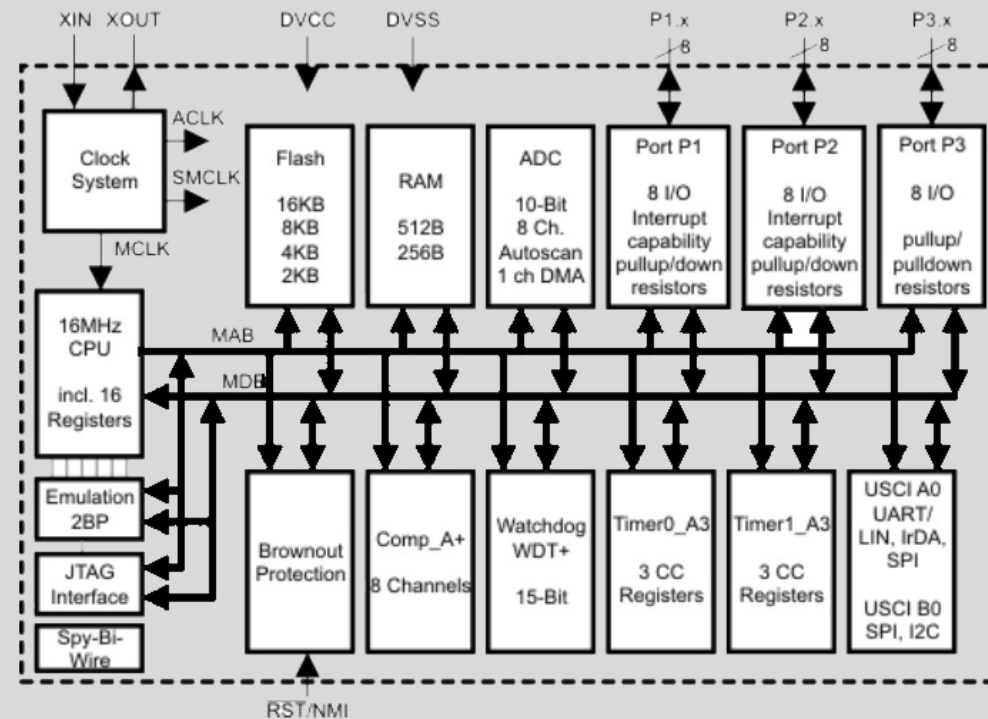 XIN XOUT DVCC DVSS P1.x P2.x P3.x
8 8 8
ACLK
SMCLK
MCLK
Clock
System
Flash
16KB
8KB
4KB
2KB
RAM
512B
256B
ADC
10-Bit
8 Ch.
Autoscan
1 ch DMA
Port P1
8 I/O
Interrupt
capability
pullup/down
resistors
Port P2
8 I/O
Interrupt
capability
pullup/down
resistors
Port P3
8 I/O
pullup/
pulldown
resistors
16MHz
CPU
incl. 16
Registers
MAB
MDB
Emulation
2BP
JTAG
Interface
Spy-Bi-
Wire
Brownout
Protection
Comp_A+
8 Channels
Watchdog
WDT+
15-Bit
Timer0_A3
3 CC
Registers
Timer1_A3
3 CC
Registers
USCI A0
UART/
LIN, IrDA,
SPI
USCI B0
SPI, I2C
RST/NMI